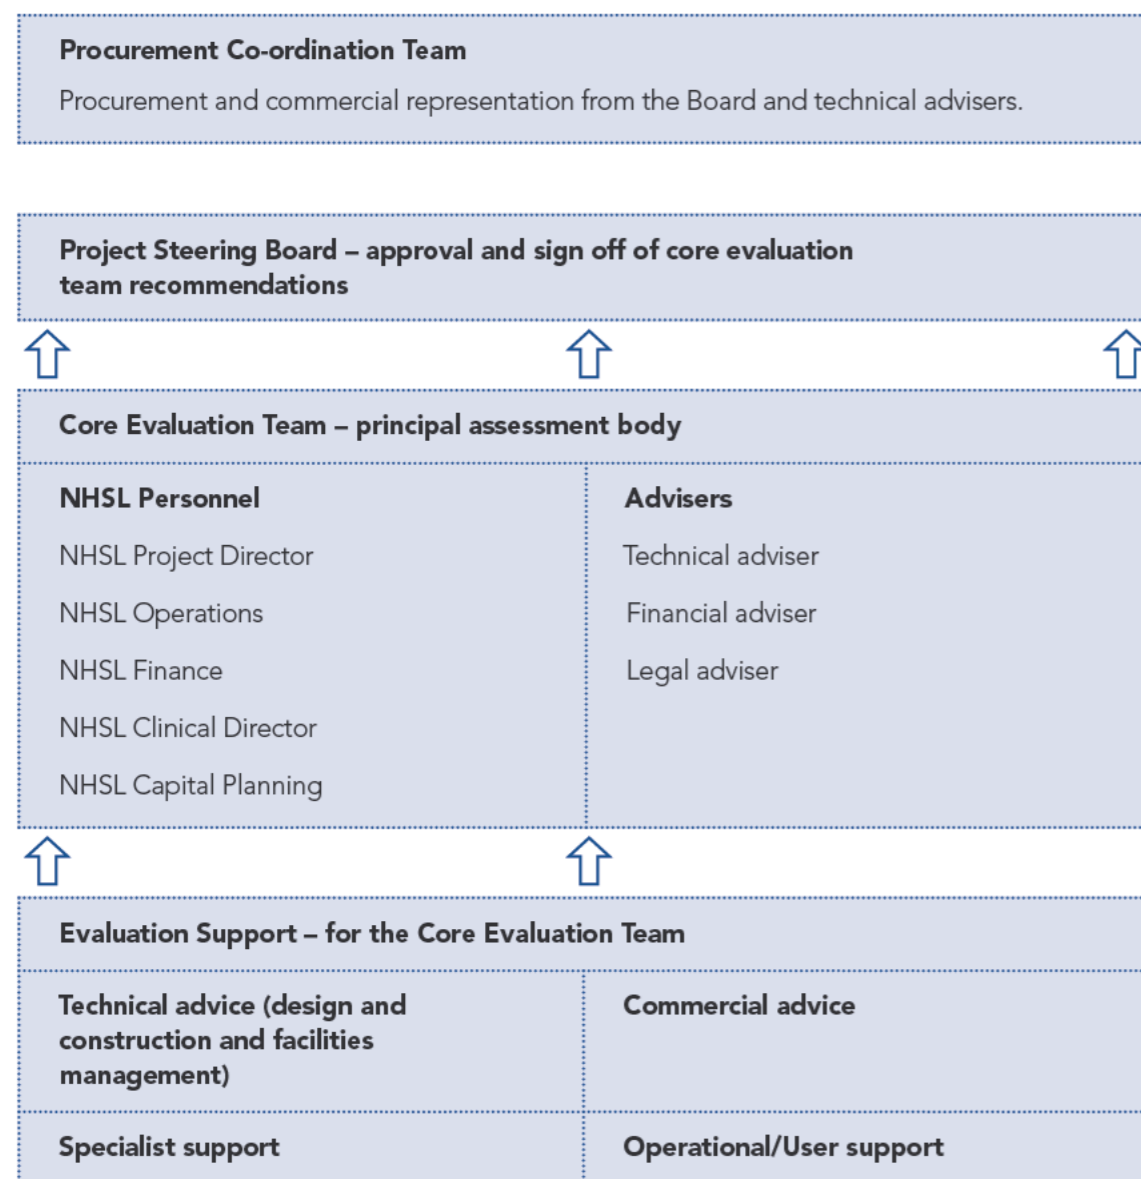 Procurement Co-ordination Team
Procurement and commercial representation from the Board and technical advisers.
Project Steering Board – approval and sign off of core evaluation
team recommendations
Core Evaluation Team – principal assessment body
NHSL Personnel
NHSL Project Director
NHSL Operations
NHSL Finance
NHSL Clinical Director
NHSL Capital Planning
Advisers
Technical adviser
Financial adviser
Legal adviser
Evaluation Support – for the Core Evaluation Team
Technical advice (design and
construction and facilities
management)
Commercial advice
Specialist support
Operational/User support